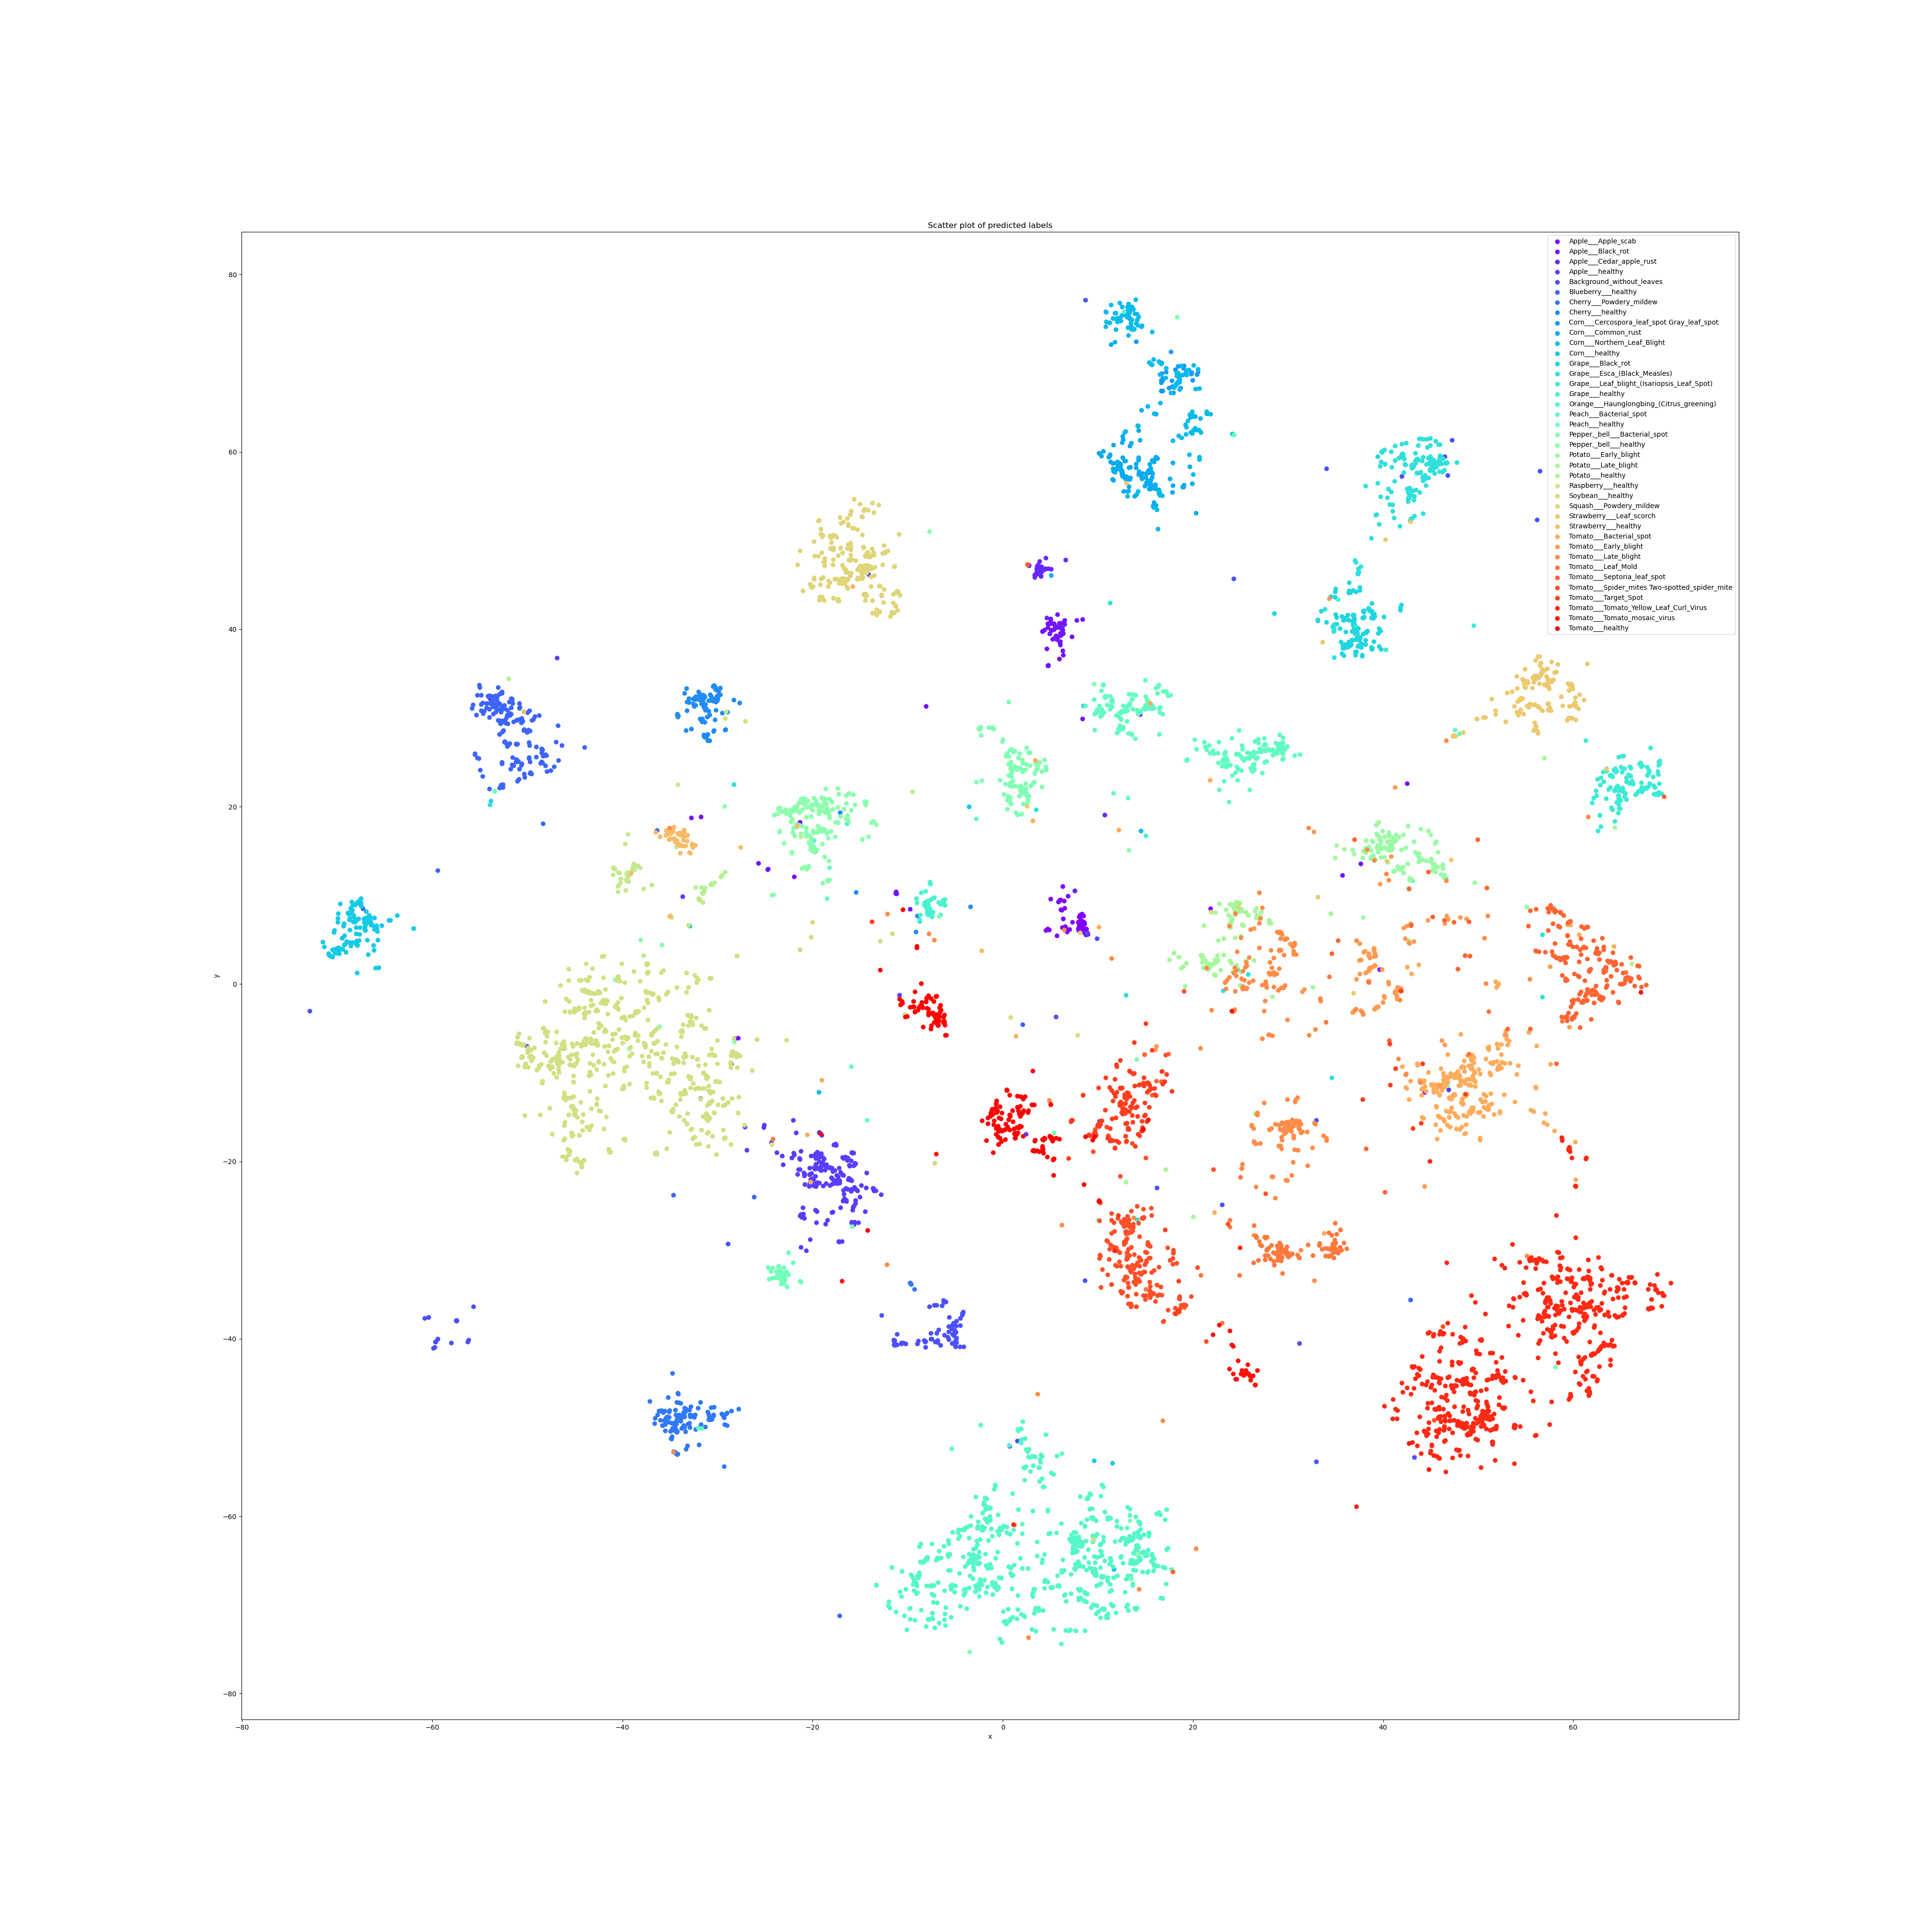 Scatter plot of predicted labels
Apple___Apple_scab
Apple___Black_rot
Apple___Cedar_apple_rust
Apple___healthy
Background_without_leaves
Blueberry___healthy
Cherry___Powdery_mildew
Cherry___healthy
Corn___Cercospora_leaf_spot Gray_leaf_spot
Corn___Common_rust
Corn___Northern_Leaf_Blight
Corn___healthy
Grape___Black_rot
Grape___Esca_(Black_Measles)
Grape___Leaf_blight_(Isariopsis_Leaf_Spot)
Grape___healthy
Orange___Haunglongbing_(Citrus_greening)
Peach___Bacterial_spot
Peach___healthy
Pepper,_bell___Bacterial_spot
Pepper,_bell___healthy
Potato___Early_blight
Potato___Late_blight
Potato___healthy
Raspberry___healthy
Soybean___healthy
Squash___Powdery_mildew
Strawberry___Leaf_scorch
Strawberry___healthy
Tomato___Bacterial_spot
Tomato___Early_blight
Tomato___Late_blight
Tomato___Leaf_Mold
Tomato___Septoria_leaf_spot
Tomato___Spider_mites Two-spotted_spider_mite
Tomato___Target_Spot
Tomato___Tomato_Yellow_Leaf_Curl_Virus
Tomato___Tomato_mosaic_virus
Tomato___healthy
80
60
40
20
0
−20
−40
−60
−80
y
−80 −60 −40 −20 0 20 40 60
x